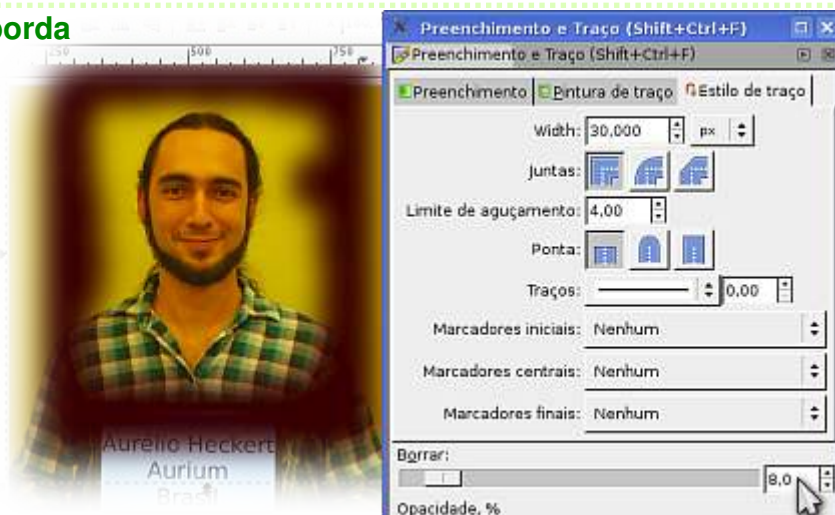 borda
250 500 750
Preenchimento e Traço (Shift+Ctrl+F)
Preenchimento e Traço (Shift+Ctrl+F)
Preenchimento Pintura de traço Estilo de traço
Width: 30,000 px
Juntas:
Limite de aguçamento: 4,00
Ponta:
Traços: 0,00
Marcadores iniciais: Nenhum
Marcadores centrais: Nenhum
Marcadores finais: Nenhum
Borrar:
8,0
Opacidade, %
Aurelio Heckert
Aurium
Brasil